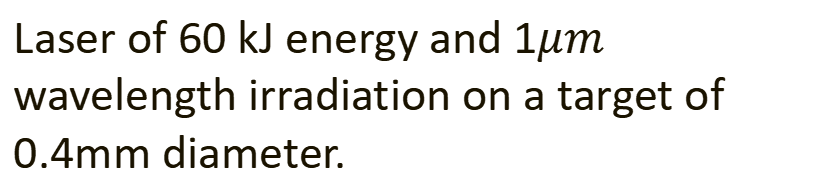 Laser of 60 kJ energy and 1μm
wavelength irradiation on a target of
0.4mm diameter.